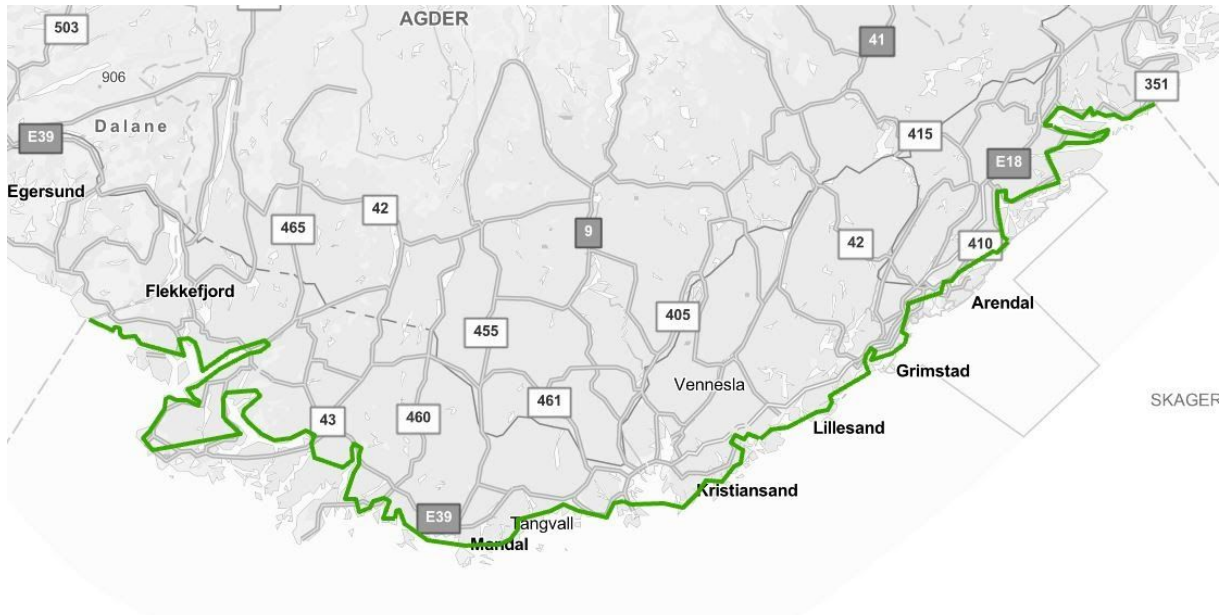 AGDER
503
41
906
351
Dalane
E39
415
E18
Egersund
42
465
9
42
410
Flekkefjord
Arendal
405
455
Grimstad
Vennesla
SKAGER
461
43
460
Lillesand
Kristiansand
E39
Tangvall
Mandal